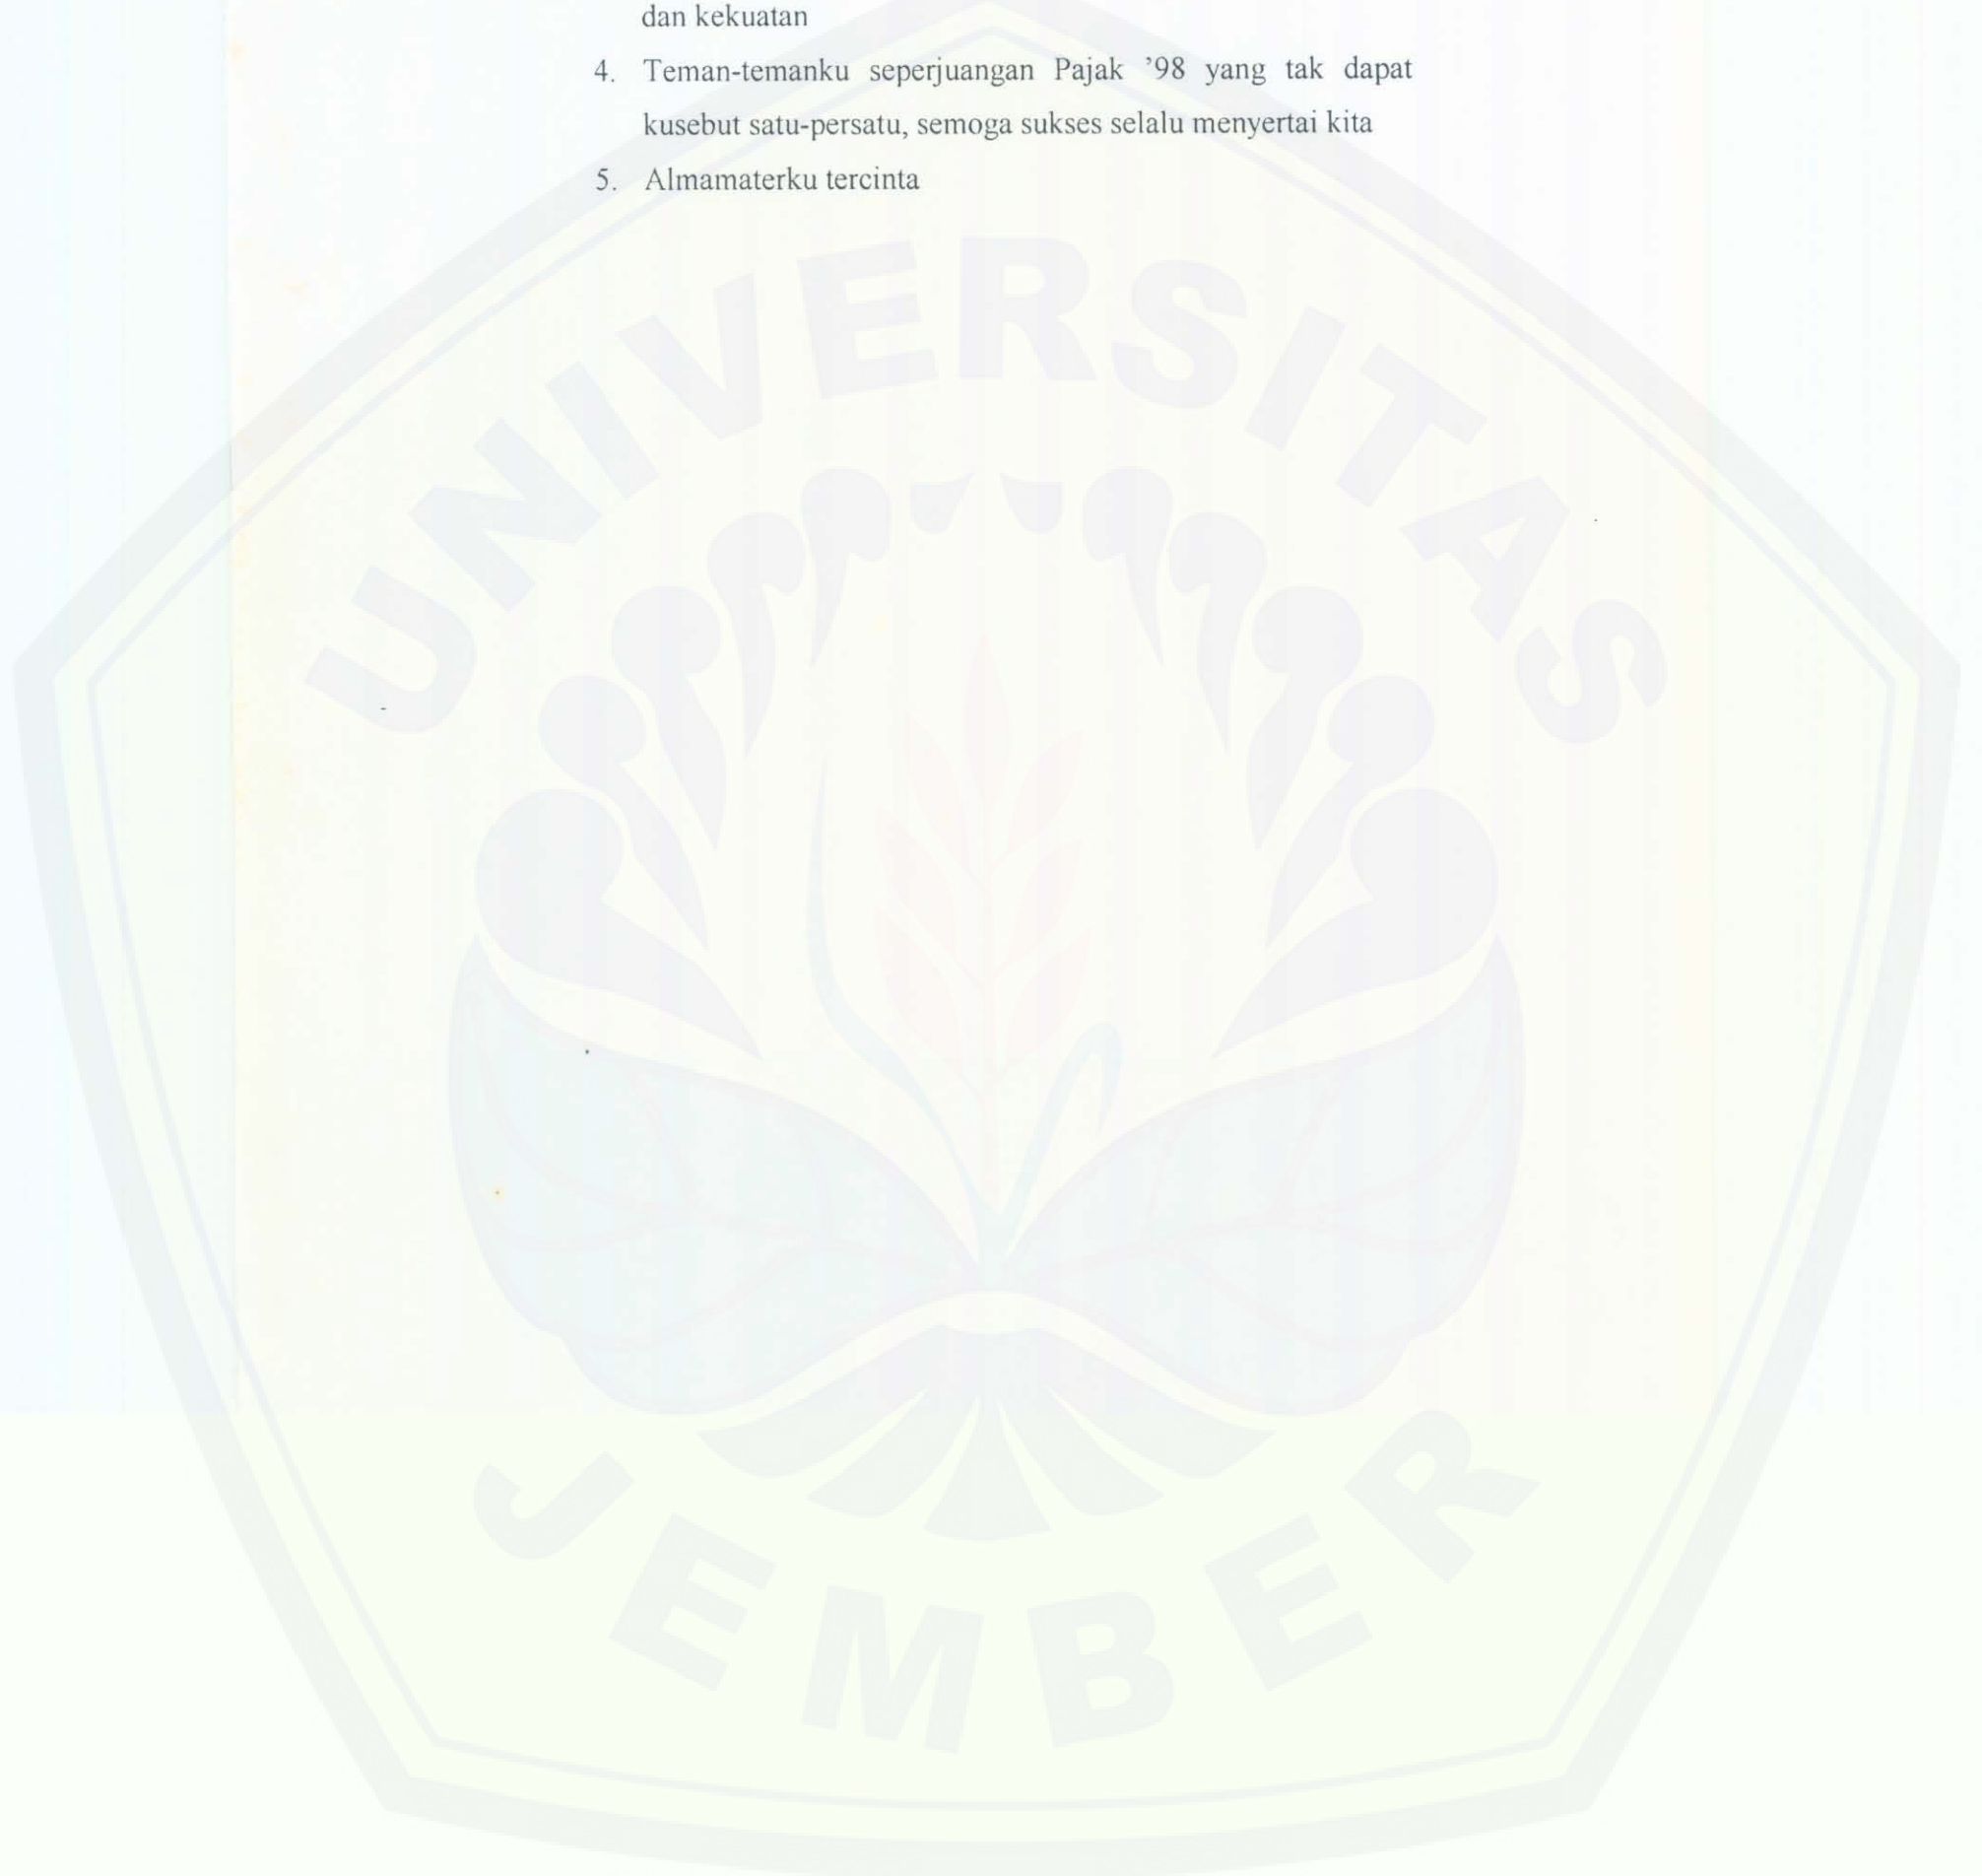 dan kekuatan
4. Teman-temanku seperjuangan Pajak ’98 yang tak dapat
kusebut satu-persatu, semoga sukses selalu menyertai kita
5. Almamaterku tercinta
UNIVERSITAS
JEMBER